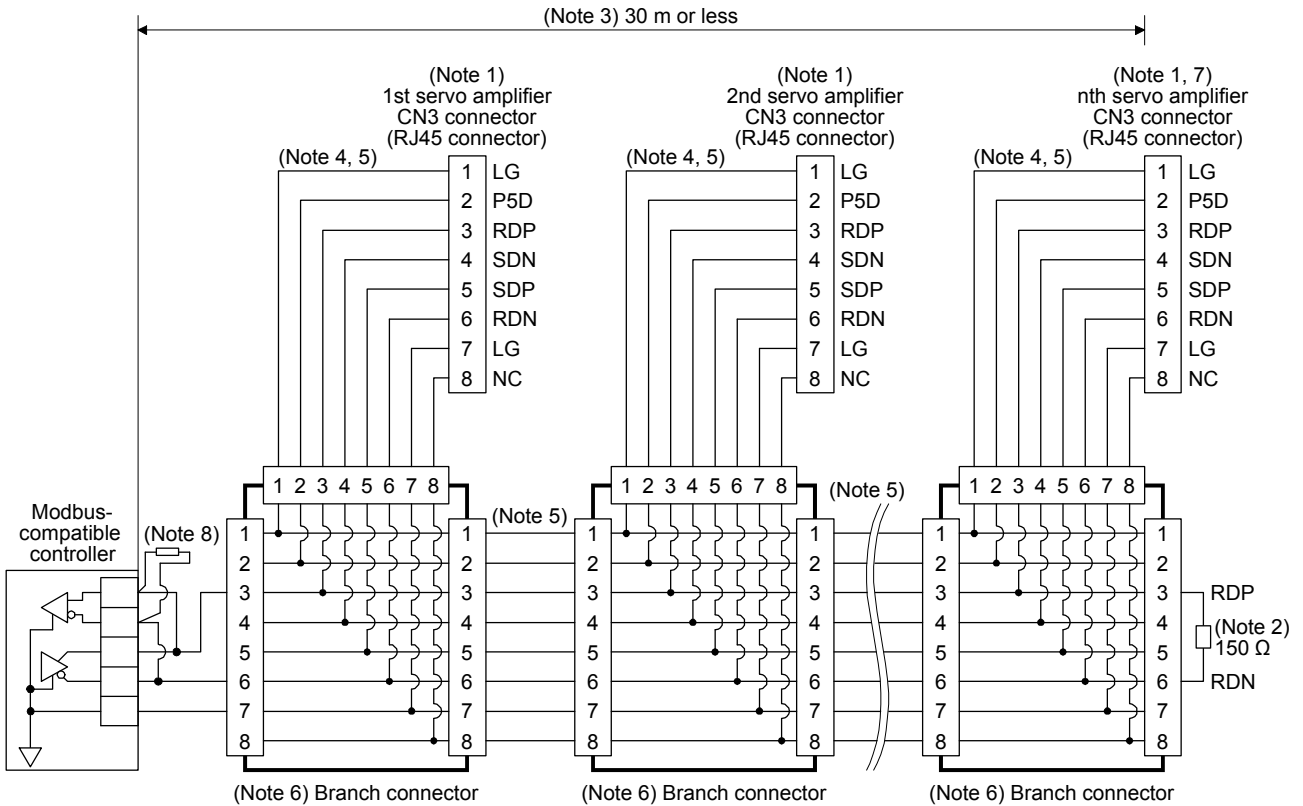 (Note 3) 30 m or less
(Note 1)
1st servo amplifier
CN3 connector
(RJ45 connector)
(Note 4, 5)
1 LG
2 P5D
3 RDP
4 SDN
5 SDP
6 RDN
7 LG
8 NC
(Note 1)
2nd servo amplifier
CN3 connector
(RJ45 connector)
(Note 4, 5)
1 LG
2 P5D
3 RDP
4 SDN
5 SDP
6 RDN
7 LG
8 NC
(Note 1, 7)
nth servo amplifier
CN3 connector
(RJ45 connector)
(Note 4, 5)
1 LG
2 P5D
3 RDP
4 SDN
5 SDP
6 RDN
7 LG
8 NC
Modbus-
compatible
controller
(Note 8)
1 2 3 4 5 6 7 8
1
2
3
4
5
6
7
8
1
2
3
4
5
6
7
8
(Note 6) Branch connector
(Note 5)
1 2 3 4 5 6 7 8
1
2
3
4
5
6
7
8
1
2
3
4
5
6
7
8
(Note 6) Branch connector
(Note 5)
1 2 3 4 5 6 7 8
1
2
3
4
5
6
7
8
1
2
3
4
5
6
7
8
(Note 6) Branch connector
RDP
(Note 2)
150 Ω
RDN